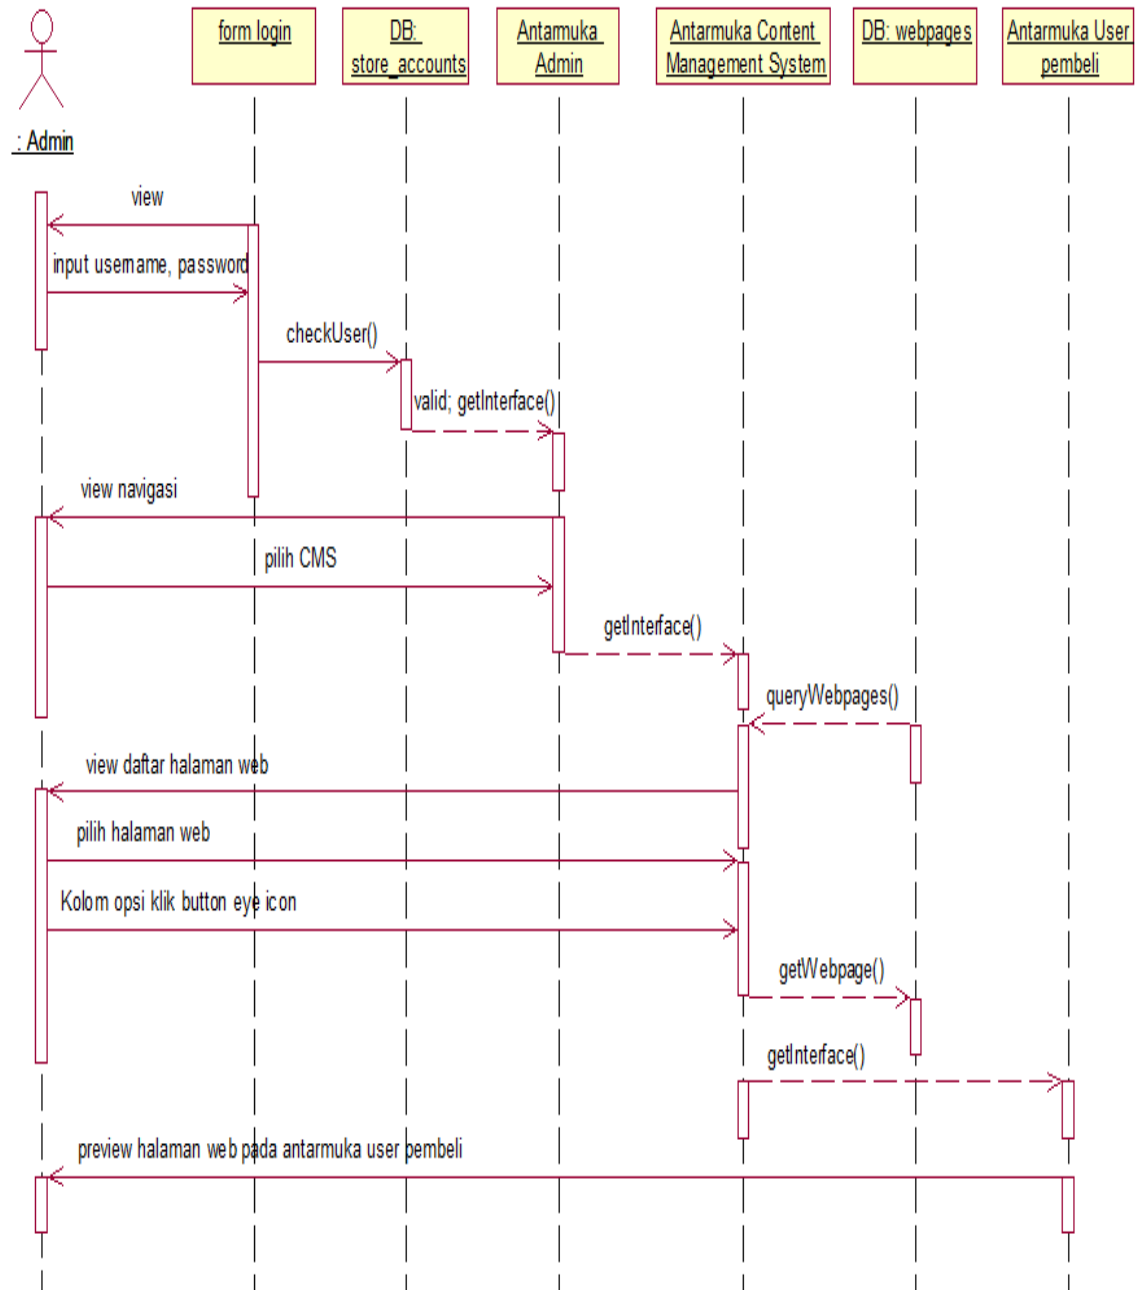 form login
DB:
store_accounts
Antarmuka
Admin
Antarmuka Content
Management System
DB: webpages
Antarmuka User
pembeli
: Admin
view
input username, password
checkUser()
valid; getInterface()
view navigasi
pilih CMS
getInterface()
queryWebpages()
view daftar halaman web
pilih halaman web
Kolom opsi klik button eye icon
getWebpage()
getInterface()
preview halaman web pada antarmuka user pembeli